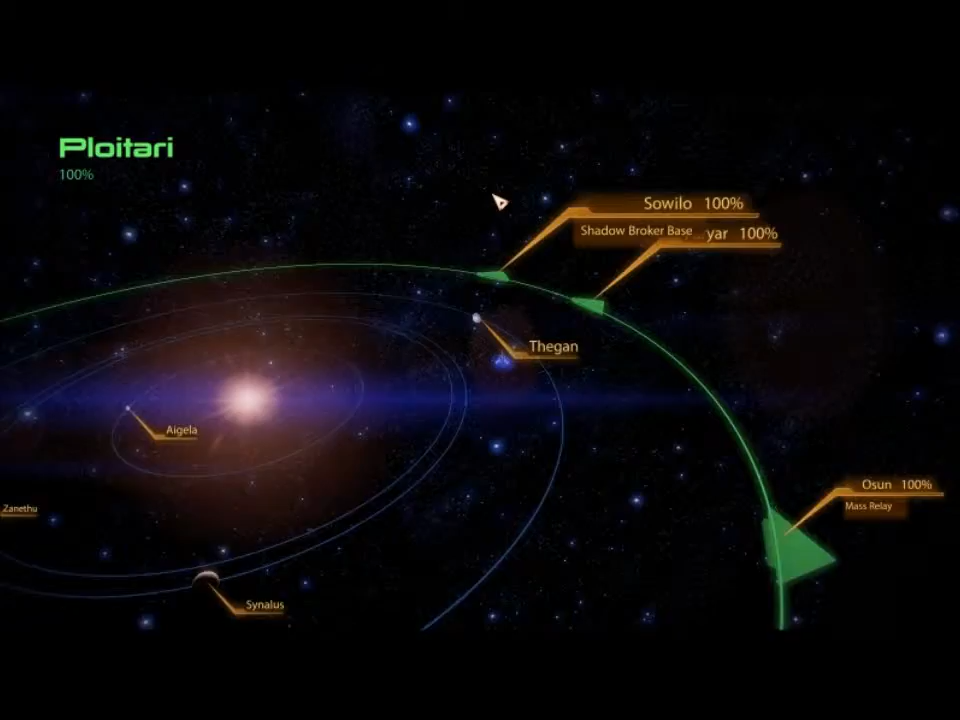 Ploitari
100%
Sowilo 100%
Shadow Broker Base
yar 100%
Thegan
Aigela
Osun 100%
Mass Relay
Zanethu
Synalus